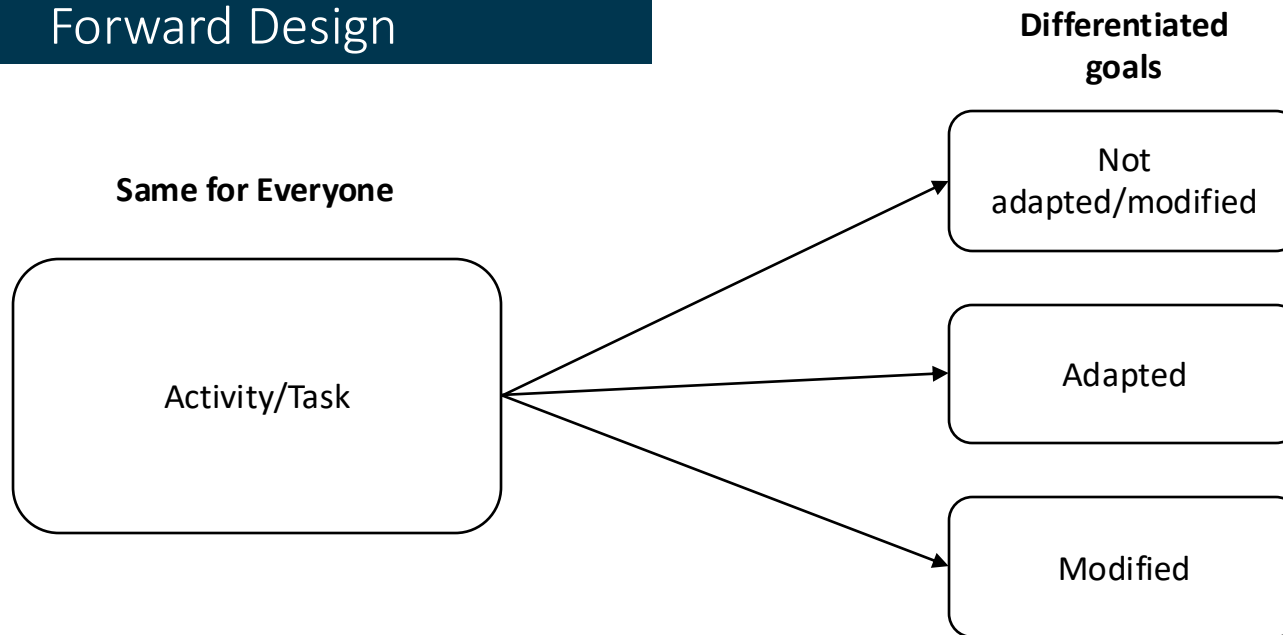 Forward Design
Differentiated
goals
Same for Everyone
Not
adapted/modified
Activity/Task
Adapted
Modified